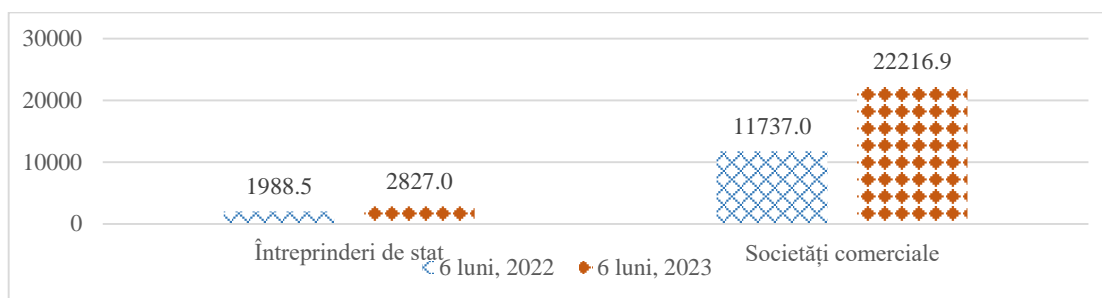 30000
22216.9
20000
11737.0
10000
1988.5
2827.0
0
Întreprinderi de stat
Societăți comerciale
6 luni, 2022
6 luni, 2023